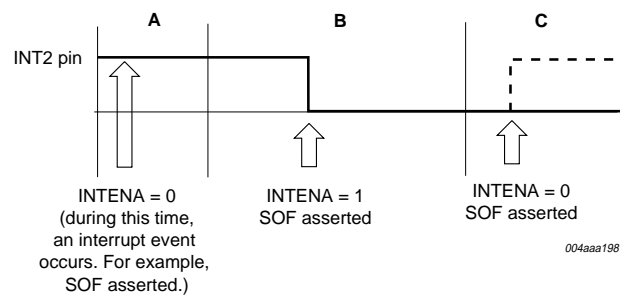 A
B
C
INT2 pin
INTENA = 0
(during this time,
an interrupt event
occurs. For example,
SOF asserted.)
INTENA = 1
SOF asserted
INTENA = 0
SOF asserted
004aaa198